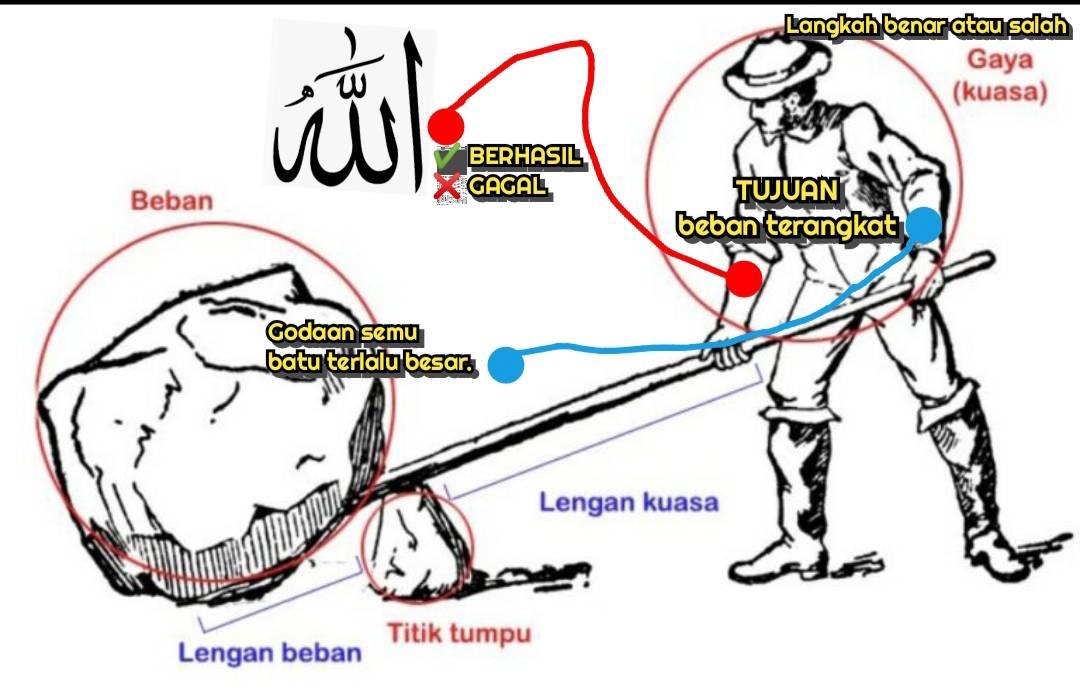 Langkah benar atau salah
Gaya
(kuasa)
الله
✔ BERHASIL
❌ GAGAL
Beban
TUJUAN
beban terangkat
Godaan semu
batu terlalu besar.
Lengan kuasa
Titik tumpu
Lengan beban